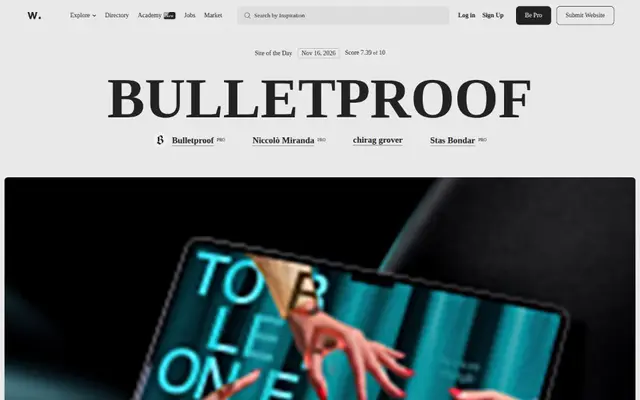 W.
Explore
Directory
Academy
Jobs
Market
Search by inspiration
Log in
Sign Up
Be Pro
Submit Website
Site of the Day
Nov 16, 2026
Score 7.39 of 10
BULLETPROOF
Bulletproof PRO
Niccolò Miranda PRO
chirag grover
Stas Bondar PRO
TO B
LE
ON E